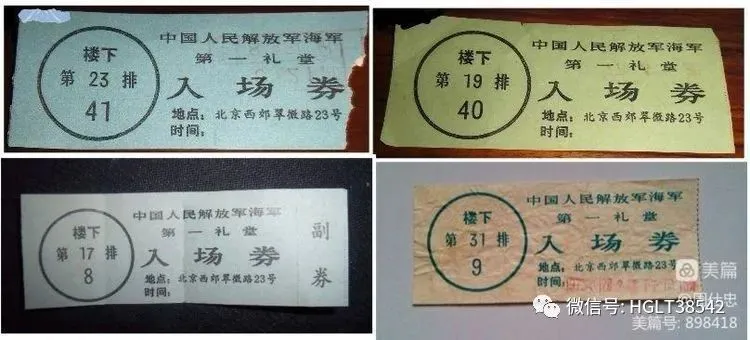 楼下
第 23 排
41
中国人民解放军海军
第一礼堂
入场券
地点：北京西郊翠微路23号
时间：
楼下
第 19 排
40
中国人民解放军海军
第一礼堂
入场券
地点：北京西郊翠微路23号
时间：
楼下
第 17 排
8
中国人民解放军海军
第一礼堂
入场券
地点：北京西郊翠微路23号
时间：
副券
楼下
第 31 排
9
中国人民解放军海军
第一礼堂
入场券
地点：北京西郊翠微路23号
时间：
美篇
微信号: HGLT38542
美篇号: 898418